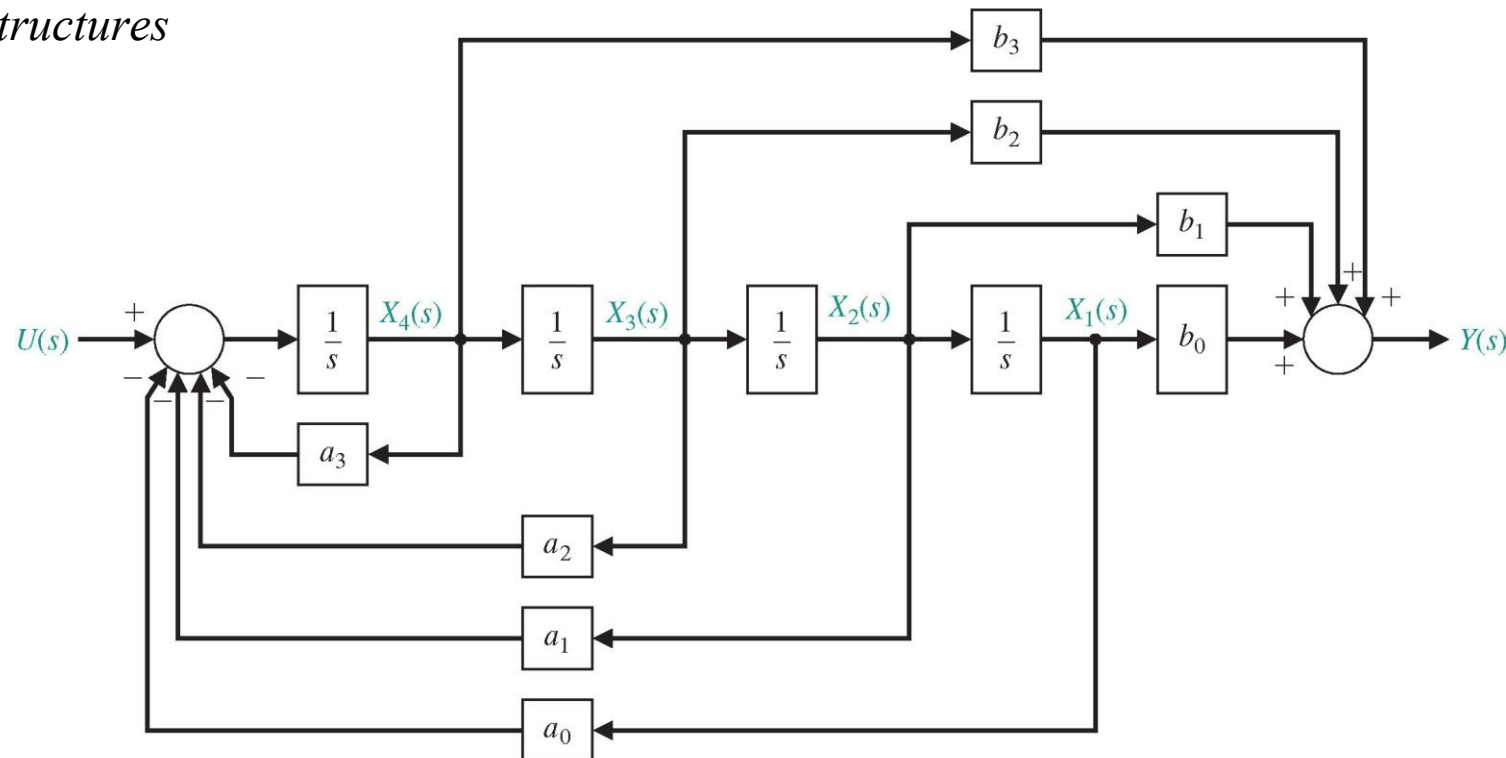 tructures
b₃
b₂
b₁
+ + + +
U(s) + 1/s X₄(s) 1/s X₃(s) 1/s X₂(s) 1/s X₁(s) b₀ + Y(s)
− − − −
a₃
a₂
a₁
a₀